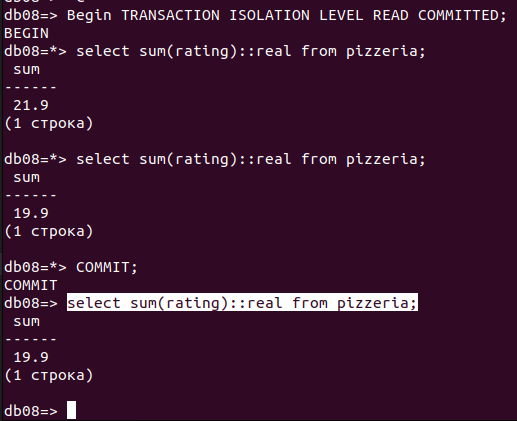 db08=> Begin TRANSACTION ISOLATION LEVEL READ COMMITTED;
BEGIN
db08=*> select sum(rating)::real from pizzeria;
 sum
------
 21.9
(1 строка)

db08=*> select sum(rating)::real from pizzeria;
 sum
------
 19.9
(1 строка)

db08=*> COMMIT;
COMMIT
db08=> select sum(rating)::real from pizzeria;
 sum
------
 19.9
(1 строка)

db08=>